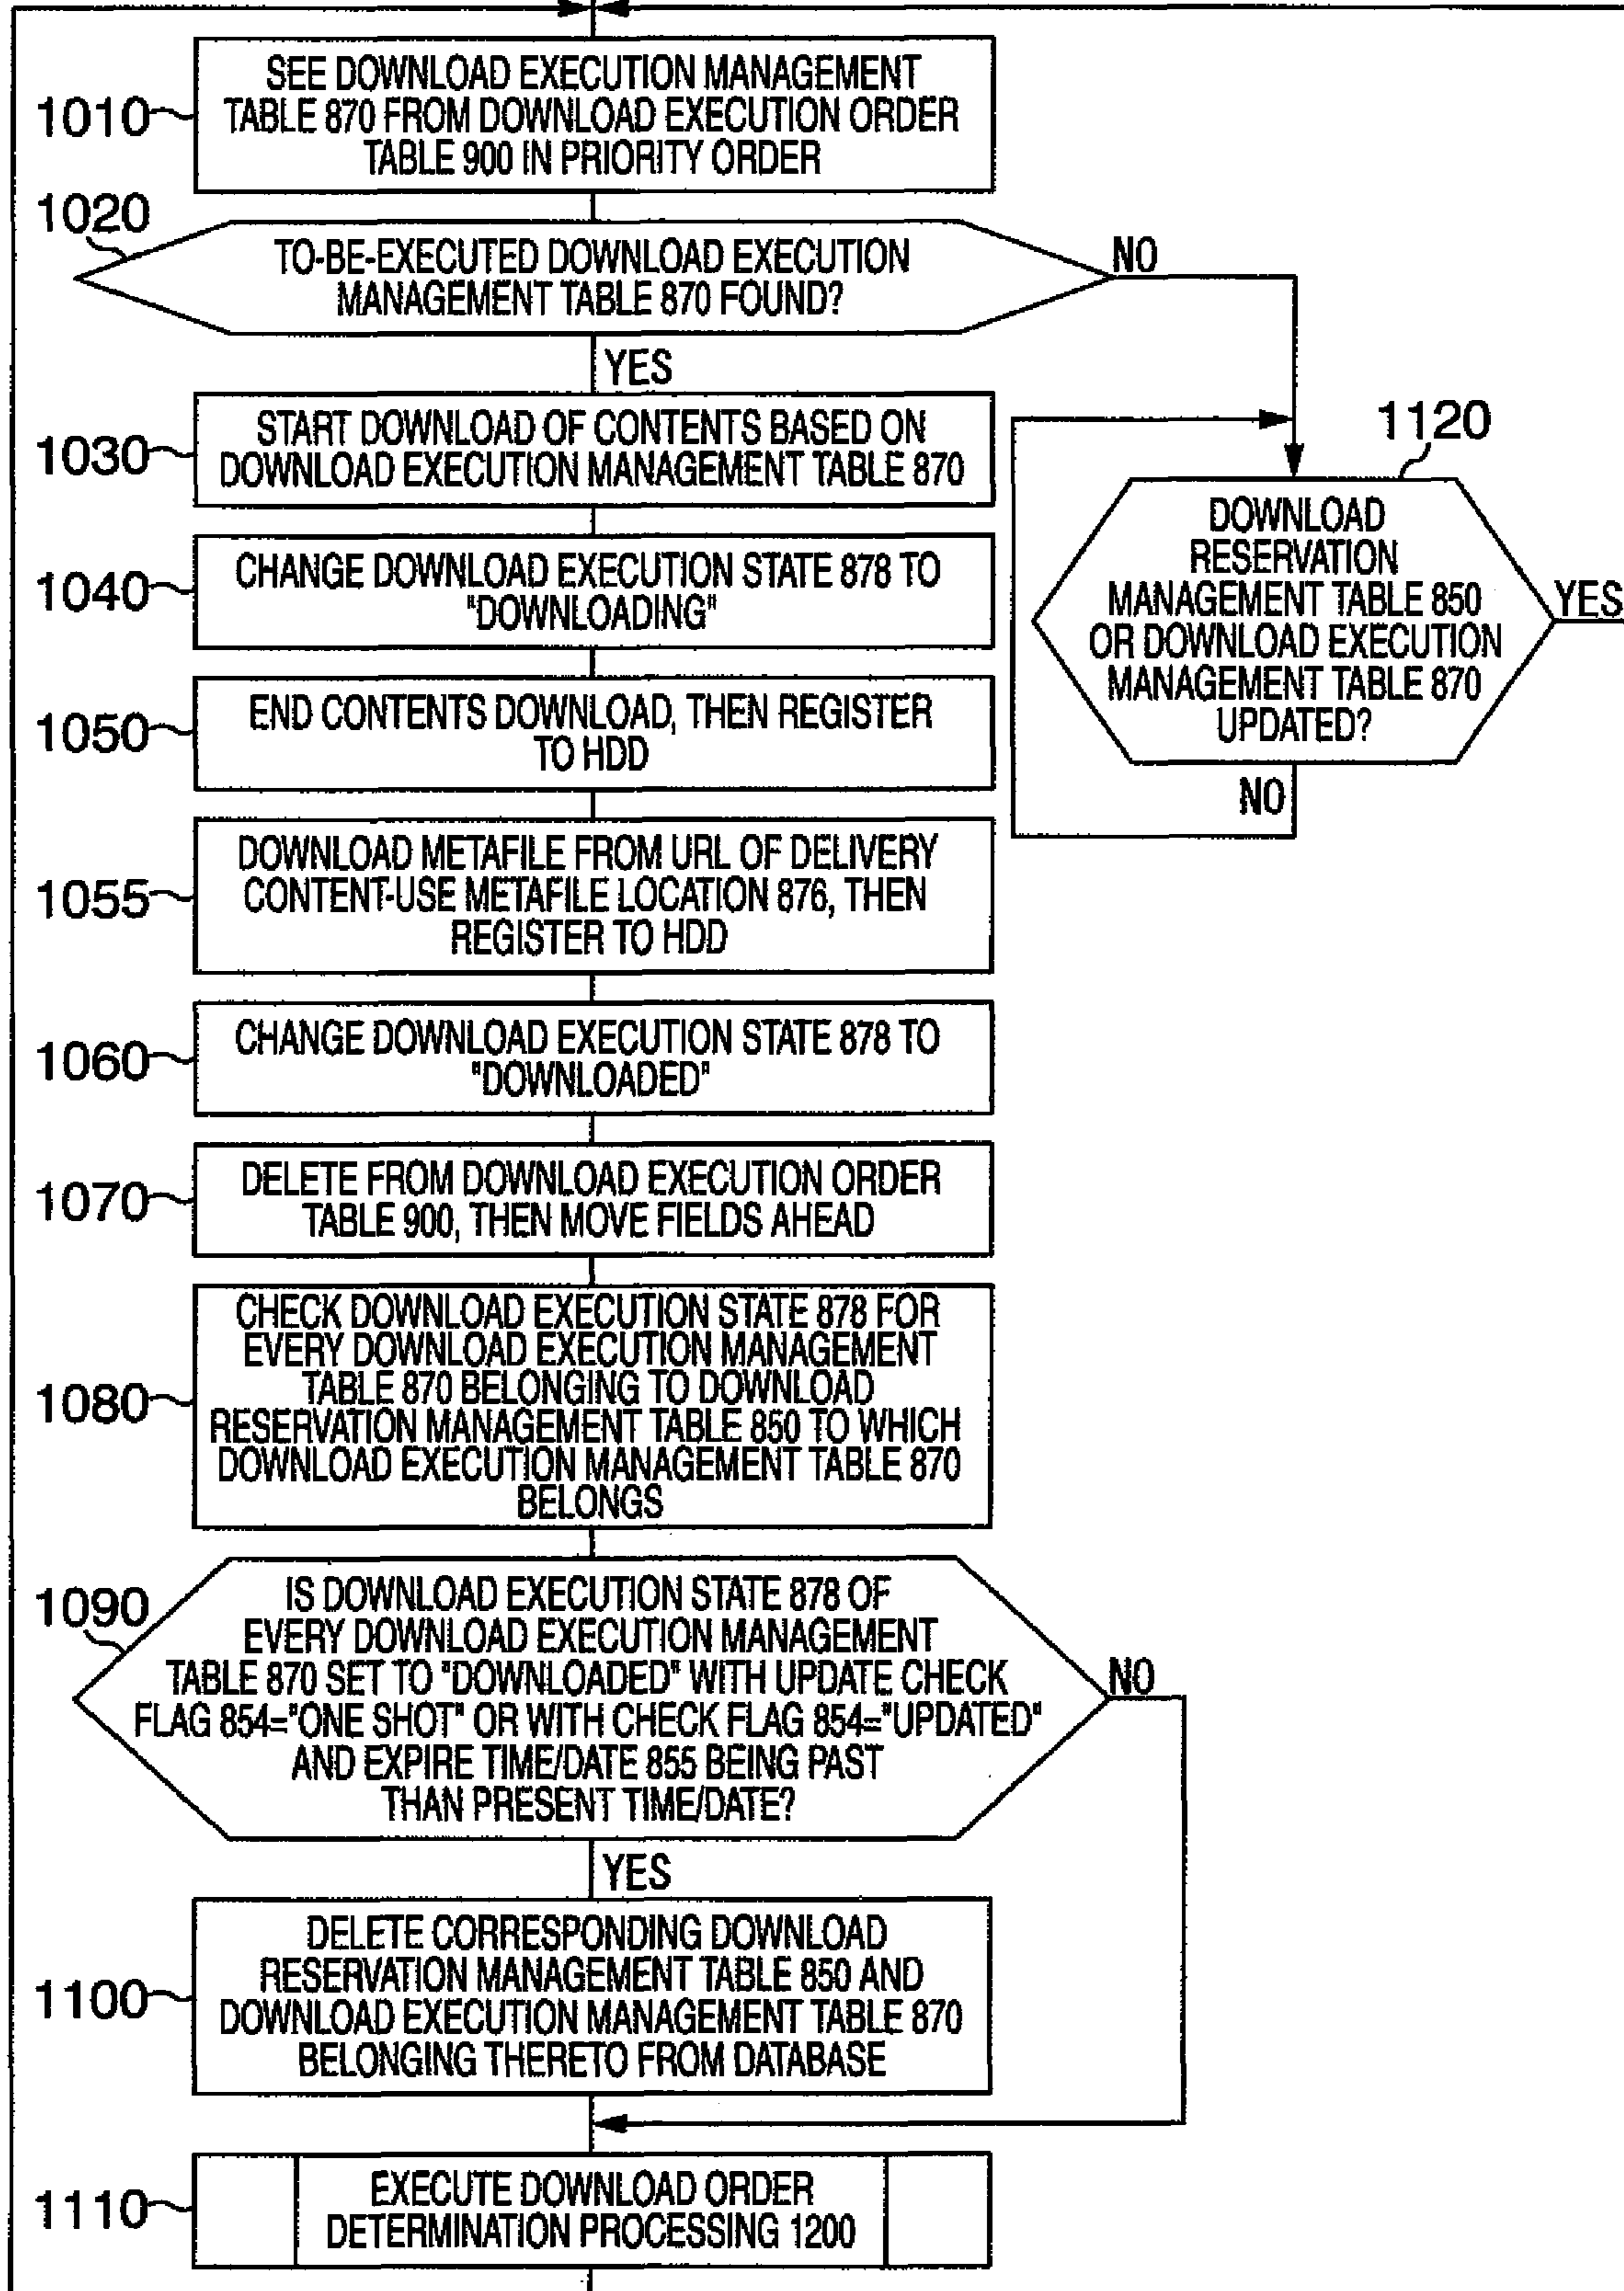 1010
SEE DOWNLOAD EXECUTION MANAGEMENT
TABLE 870 FROM DOWNLOAD EXECUTION ORDER
TABLE 900 IN PRIORITY ORDER
1020
TO-BE-EXECUTED DOWNLOAD EXECUTION
MANAGEMENT TABLE 870 FOUND?
NO
YES
1030
START DOWNLOAD OF CONTENTS BASED ON
DOWNLOAD EXECUTION MANAGEMENT TABLE 870
1120
DOWNLOAD
RESERVATION
MANAGEMENT TABLE 850
OR DOWNLOAD EXECUTION
MANAGEMENT TABLE 870
UPDATED?
YES
NO
1040
CHANGE DOWNLOAD EXECUTION STATE 878 TO
"DOWNLOADING"
1050
END CONTENTS DOWNLOAD, THEN REGISTER
TO HDD
1055
DOWNLOAD METAFILE FROM URL OF DELIVERY
CONTENT-USE METAFILE LOCATION 876, THEN
REGISTER TO HDD
1060
CHANGE DOWNLOAD EXECUTION STATE 878 TO
"DOWNLOADED"
1070
DELETE FROM DOWNLOAD EXECUTION ORDER
TABLE 900, THEN MOVE FIELDS AHEAD
1080
CHECK DOWNLOAD EXECUTION STATE 878 FOR
EVERY DOWNLOAD EXECUTION MANAGEMENT
TABLE 870 BELONGING TO DOWNLOAD
RESERVATION MANAGEMENT TABLE 850 TO WHICH
DOWNLOAD EXECUTION MANAGEMENT TABLE 870
BELONGS
1090
IS DOWNLOAD EXECUTION STATE 878 OF
EVERY DOWNLOAD EXECUTION MANAGEMENT
TABLE 870 SET TO "DOWNLOADED" WITH UPDATE CHECK
FLAG 854="ONE SHOT" OR WITH CHECK FLAG 854="UPDATED"
AND EXPIRE TIME/DATE 855 BEING PAST
THAN PRESENT TIME/DATE?
NO
YES
1100
DELETE CORRESPONDING DOWNLOAD
RESERVATION MANAGEMENT TABLE 850 AND
DOWNLOAD EXECUTION MANAGEMENT TABLE 870
BELONGING THERETO FROM DATABASE
1110
EXECUTE DOWNLOAD ORDER
DETERMINATION PROCESSING 1200